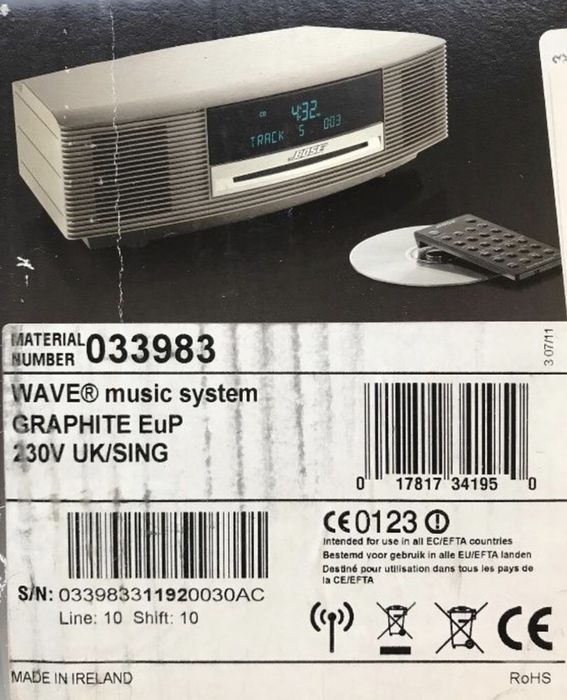 CD 4:32
TRACK 5 003
BOSE
MATERIAL NUMBER 033983
3 07/11
WAVE® music system
GRAPHITE EuP
230V UK/SING
0 17817 34195 0
CE0123
Intended for use in all EC/EFTA countries
Bestemd voor gebruik in alle EU/EFTA landen
Destiné pour utilisation dans tous les pays de
la CE/EFTA
S/N: 033983311920030AC
Line: 10 Shift: 10
CE
MADE IN IRELAND
RoHS